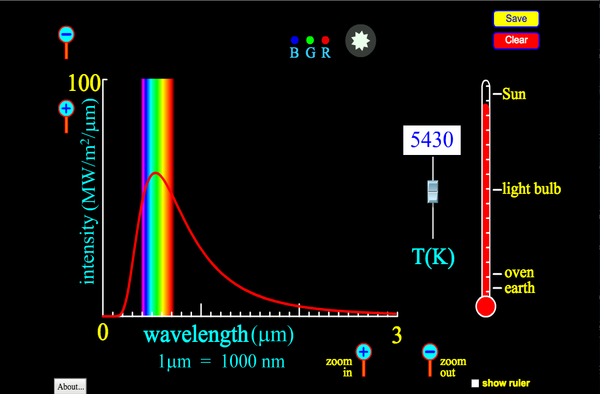 Save
Clear
B G R
100
intensity (MW/m²/μm)
Sun
5430
light bulb
T(K)
oven
earth
0
wavelength(μm)
3
1μm = 1000 nm
zoom
in
zoom
out
show ruler
About...